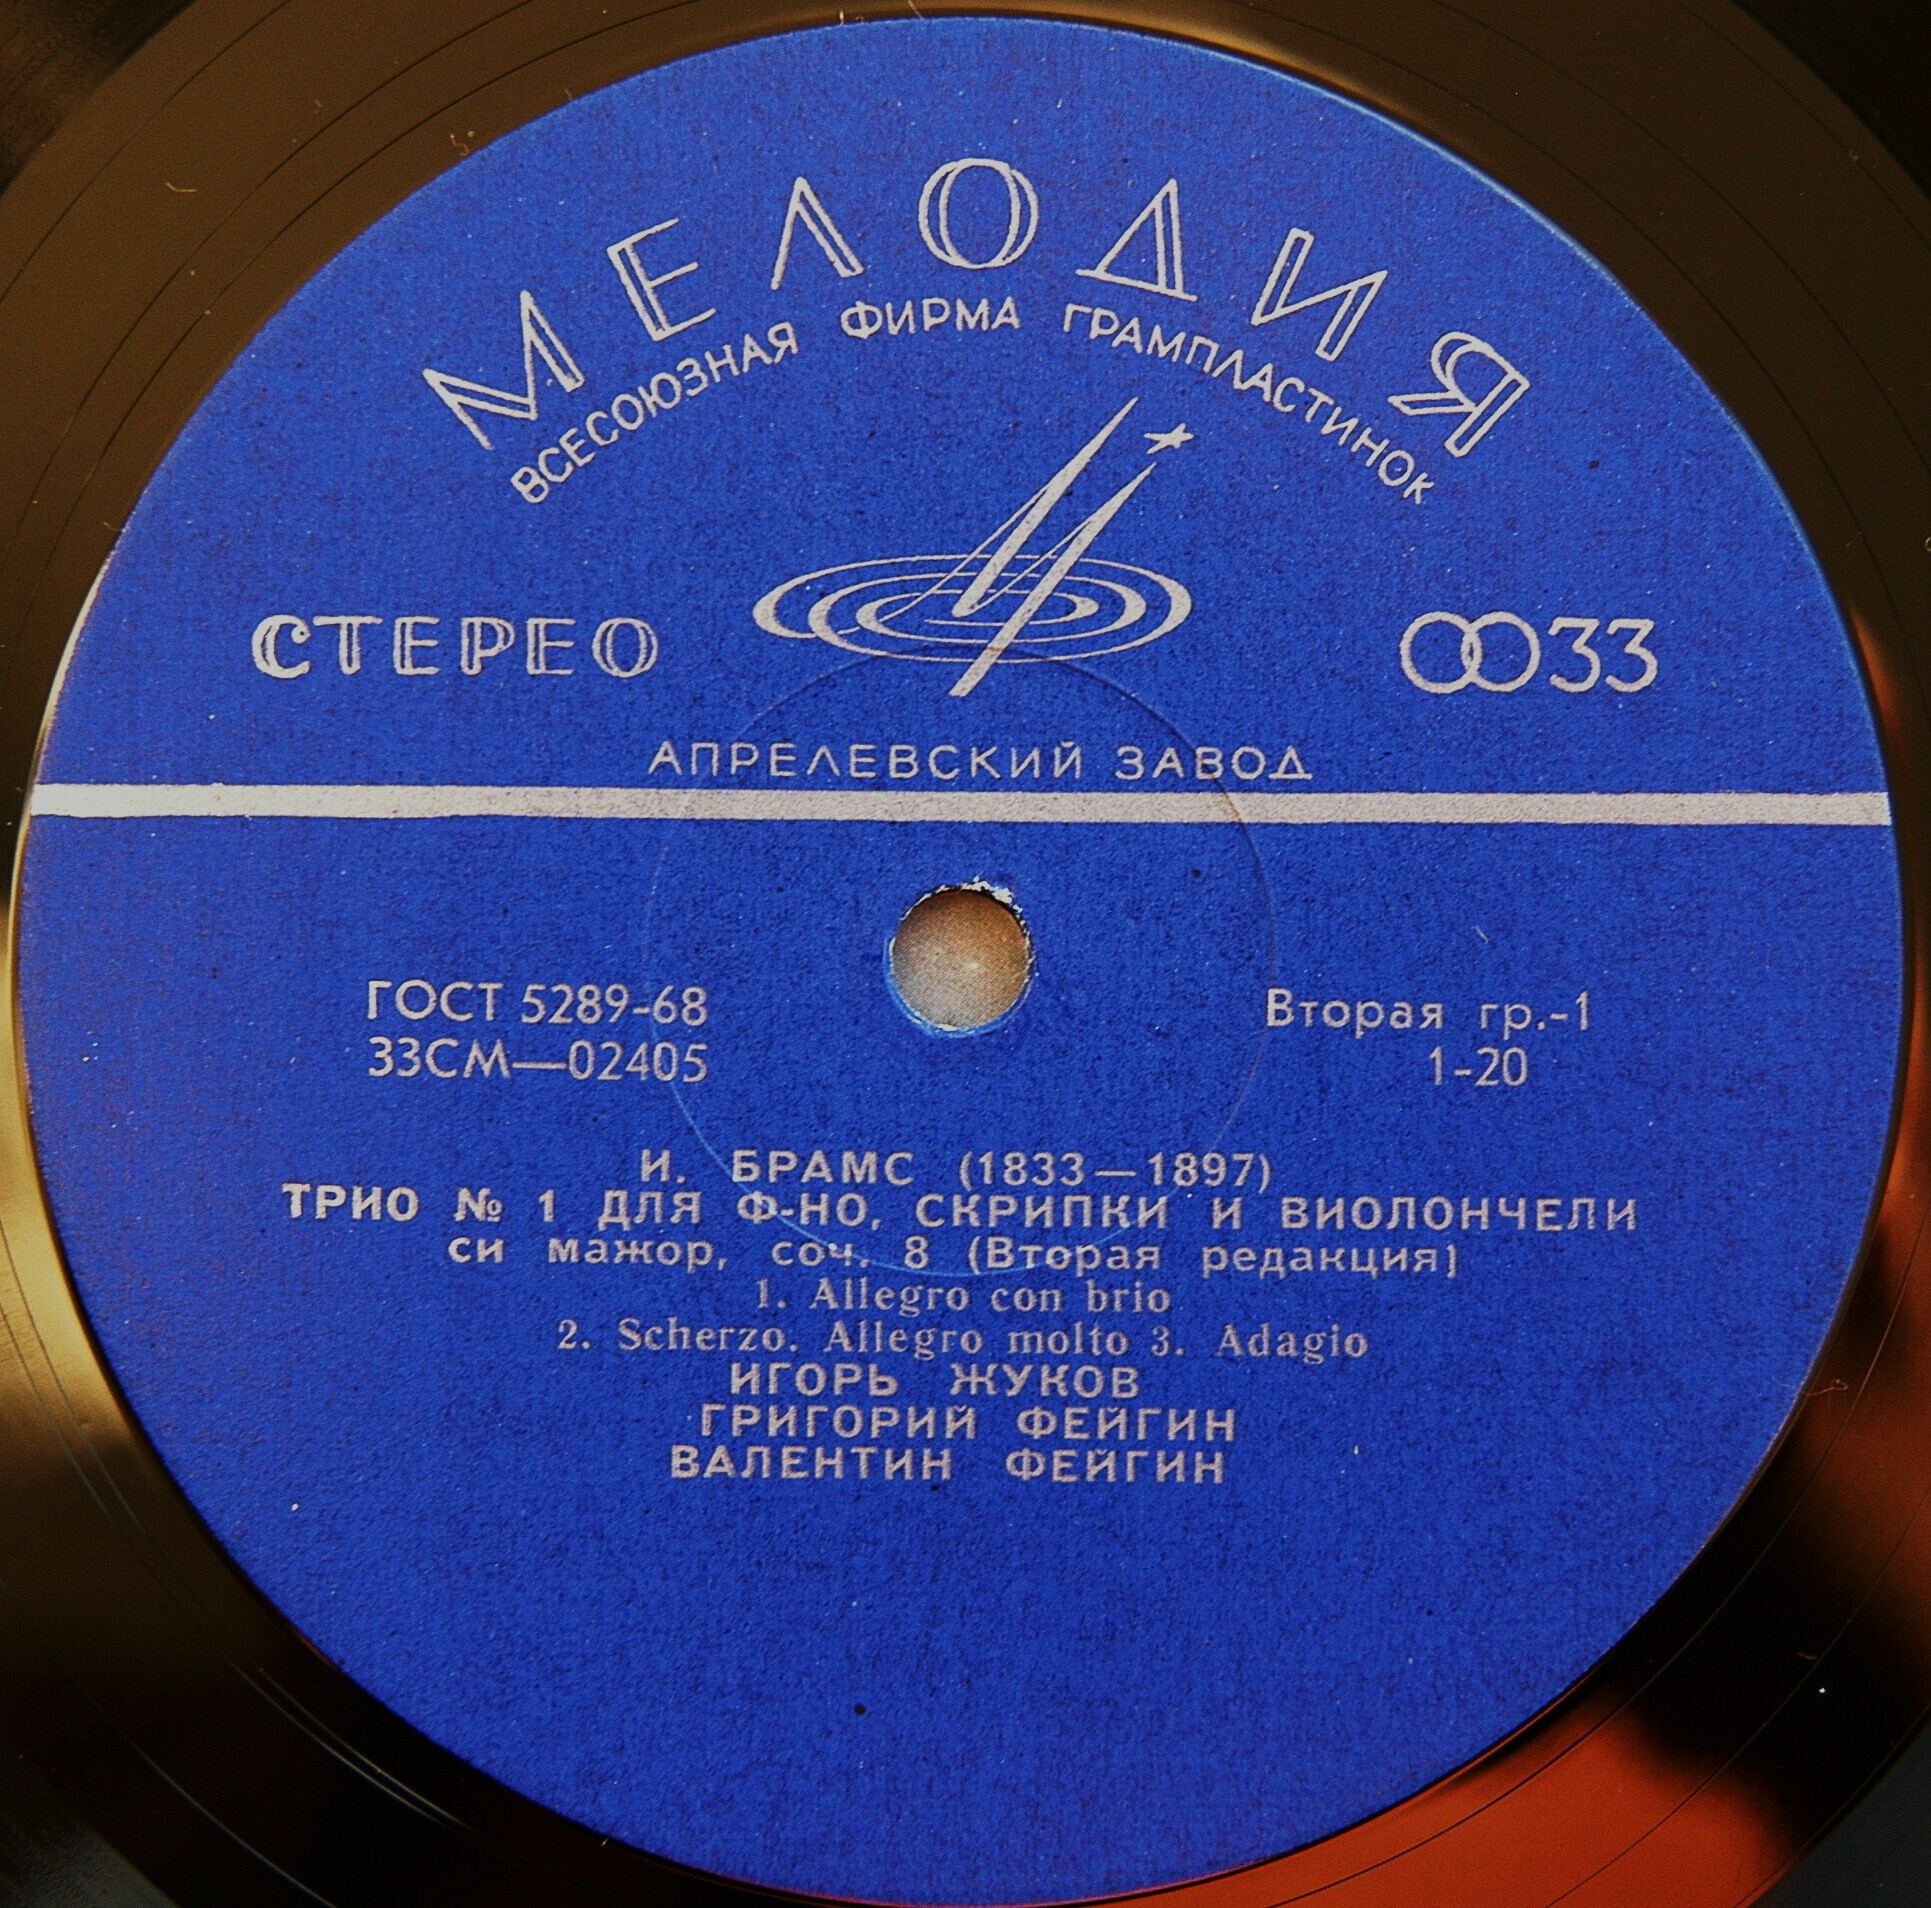 МЕЛОДИЯ
ВСЕСОЮЗНАЯ ФИРМА ГРАМПЛАСТИНОК
СТЕРЕО
33
АПРЕЛЕВСКИЙ ЗАВОД
ГОСТ 5289-68
Вторая гр.-1
33СМ—02405
1-20
И. БРАМС (1833—1897)
ТРИО № 1 ДЛЯ Ф-НО, СКРИПКИ И ВИОЛОНЧЕЛИ
си мажор, соч. 8 (Вторая редакция)
1. Allegro con brio
2. Scherzo. Allegro molto 3. Adagio
ИГОРЬ ЖУКОВ
ГРИГОРИЙ ФЕЙГИН
ВАЛЕНТИН ФЕЙГИН